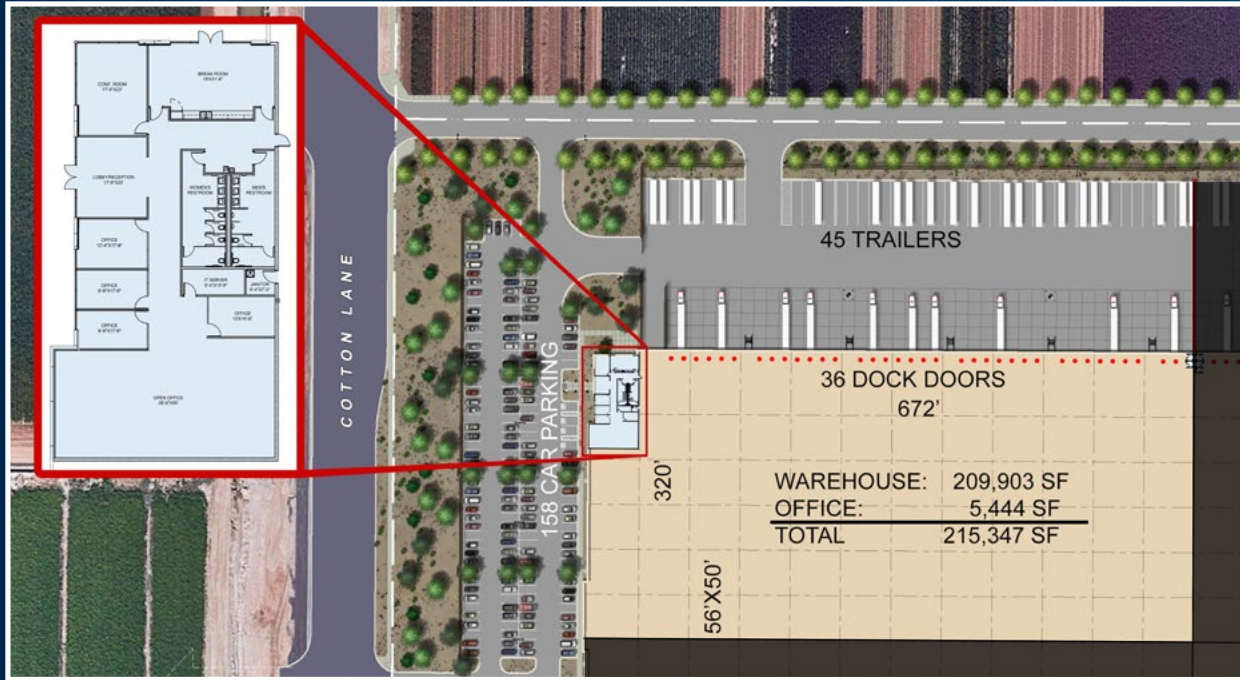 CONF. ROOM
BREAK ROOM
LOBBY/RECEPTION
WOMEN'S
RESTROOM
MEN'S
RESTROOM
OFFICE
OFFICE
OFFICE
IT SERVER
JANITOR
OFFICE
OPEN OFFICE
COTTON LANE
45 TRAILERS
158 CAR PARKING
36 DOCK DOORS
672'
320'
WAREHOUSE: 209,903 SF
OFFICE: 5,444 SF
TOTAL 215,347 SF
56'X50'